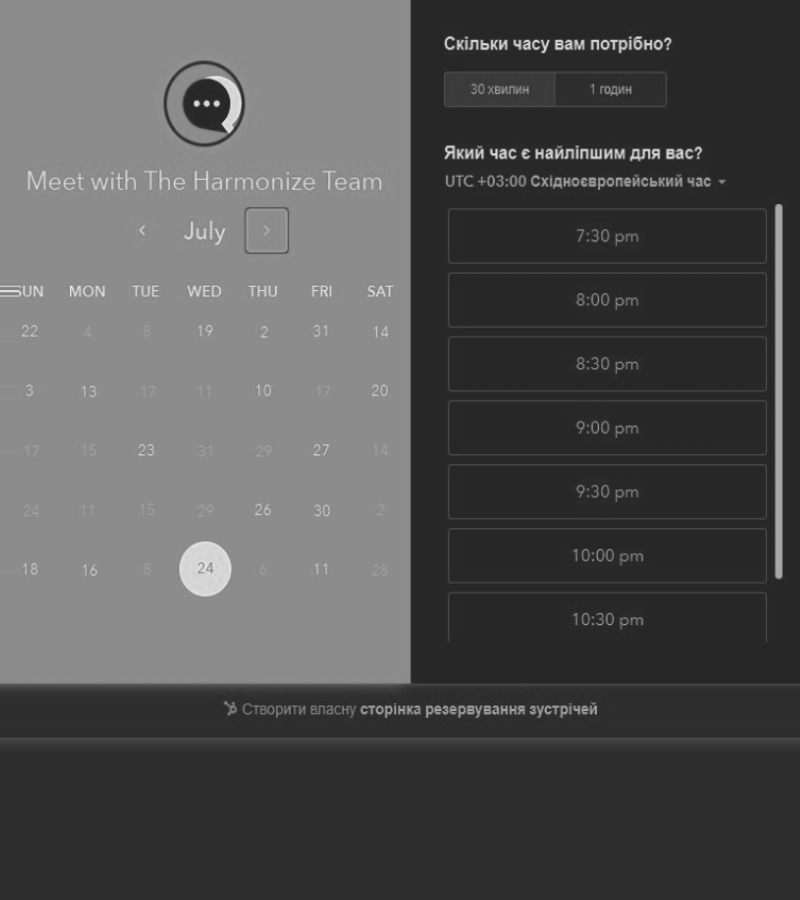 Meet with The Harmonize Team
July
SUN MON TUE WED THU FRI SAT
22 4 8 19 2 31 14
3 13 17 11 10 17 20
17 15 23 31 29 27 14
24 11 15 29 26 30 2
18 16 8 24 6 11 28
Скільки часу вам потрібно?
30 хвилин 1 годин
Який час є найліпшим для вас?
UTC +03:00 Східноєвропейський час
7:30 pm
8:00 pm
8:30 pm
9:00 pm
9:30 pm
10:00 pm
10:30 pm
Створити власну сторінка резервування зустрічей